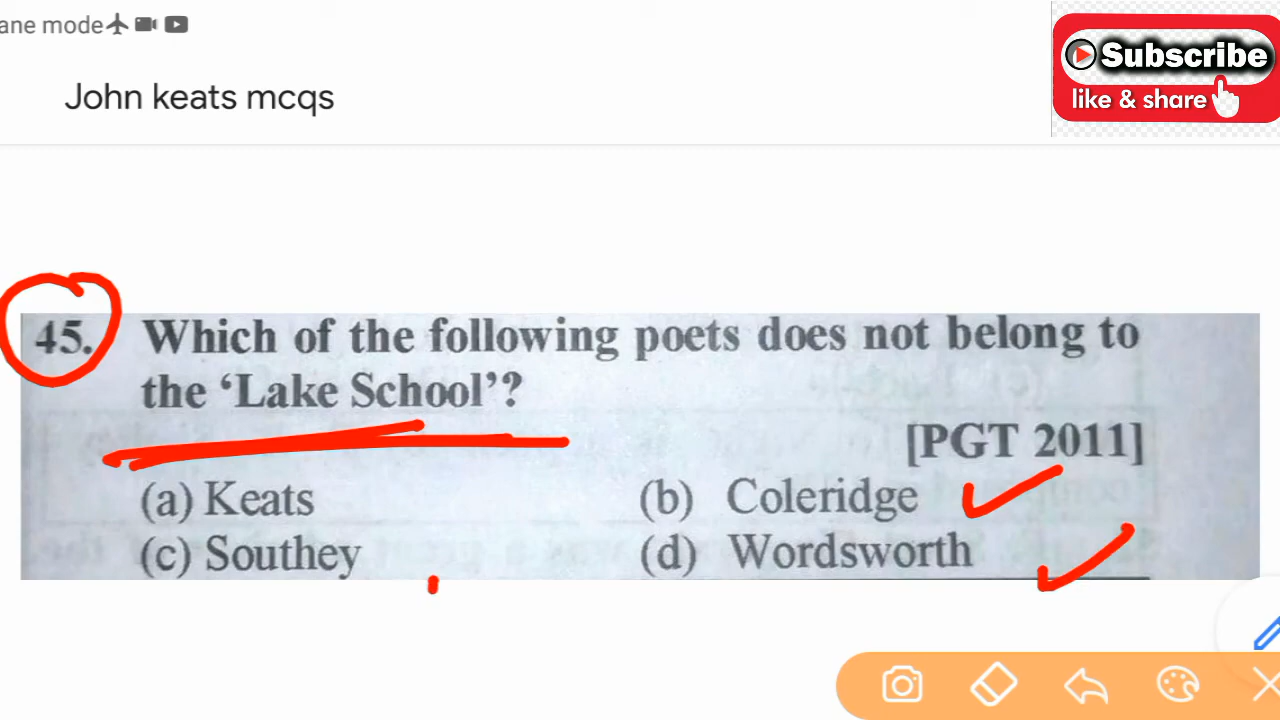 ane mode
Subscribe
like & share
John keats mcqs
45. Which of the following poets does not belong to
the ‘Lake School’?
[PGT 2011]
(a) Keats (b) Coleridge
(c) Southey (d) Wordsworth